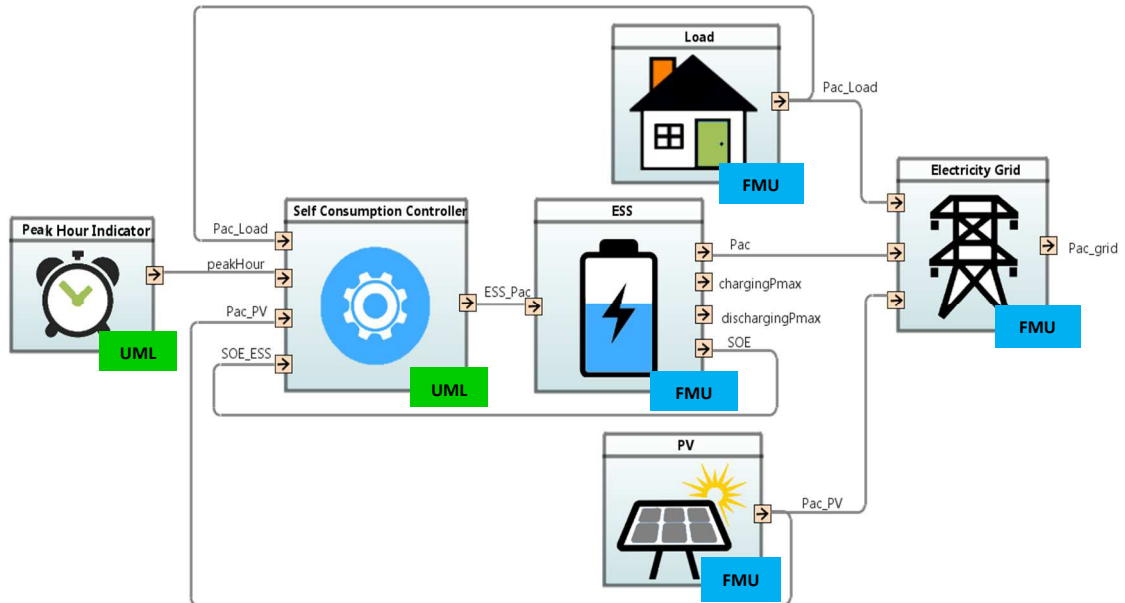 Load
Pac_Load
FMU
Electricity Grid
Peak Hour Indicator
Self Consumption Controller
ESS
Pac_Load
Pac
Pac_grid
peakHour
ESS_Pac
chargingPmax
Pac_PV
dischargingPmax
FMU
UML
SOE_ESS
SOE
UML
FMU
PV
Pac_PV
FMU